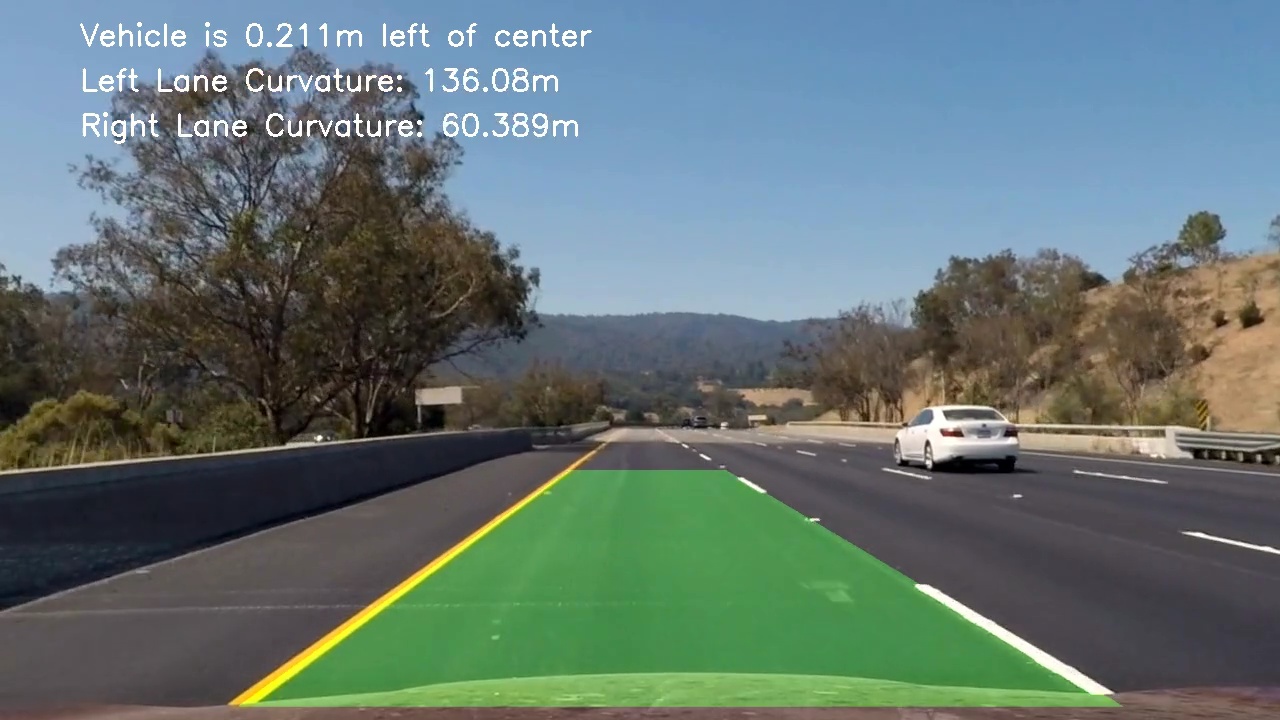 Vehicle is 0.211m left of center
Left Lane Curvature: 136.08m
Right Lane Curvature: 60.389m